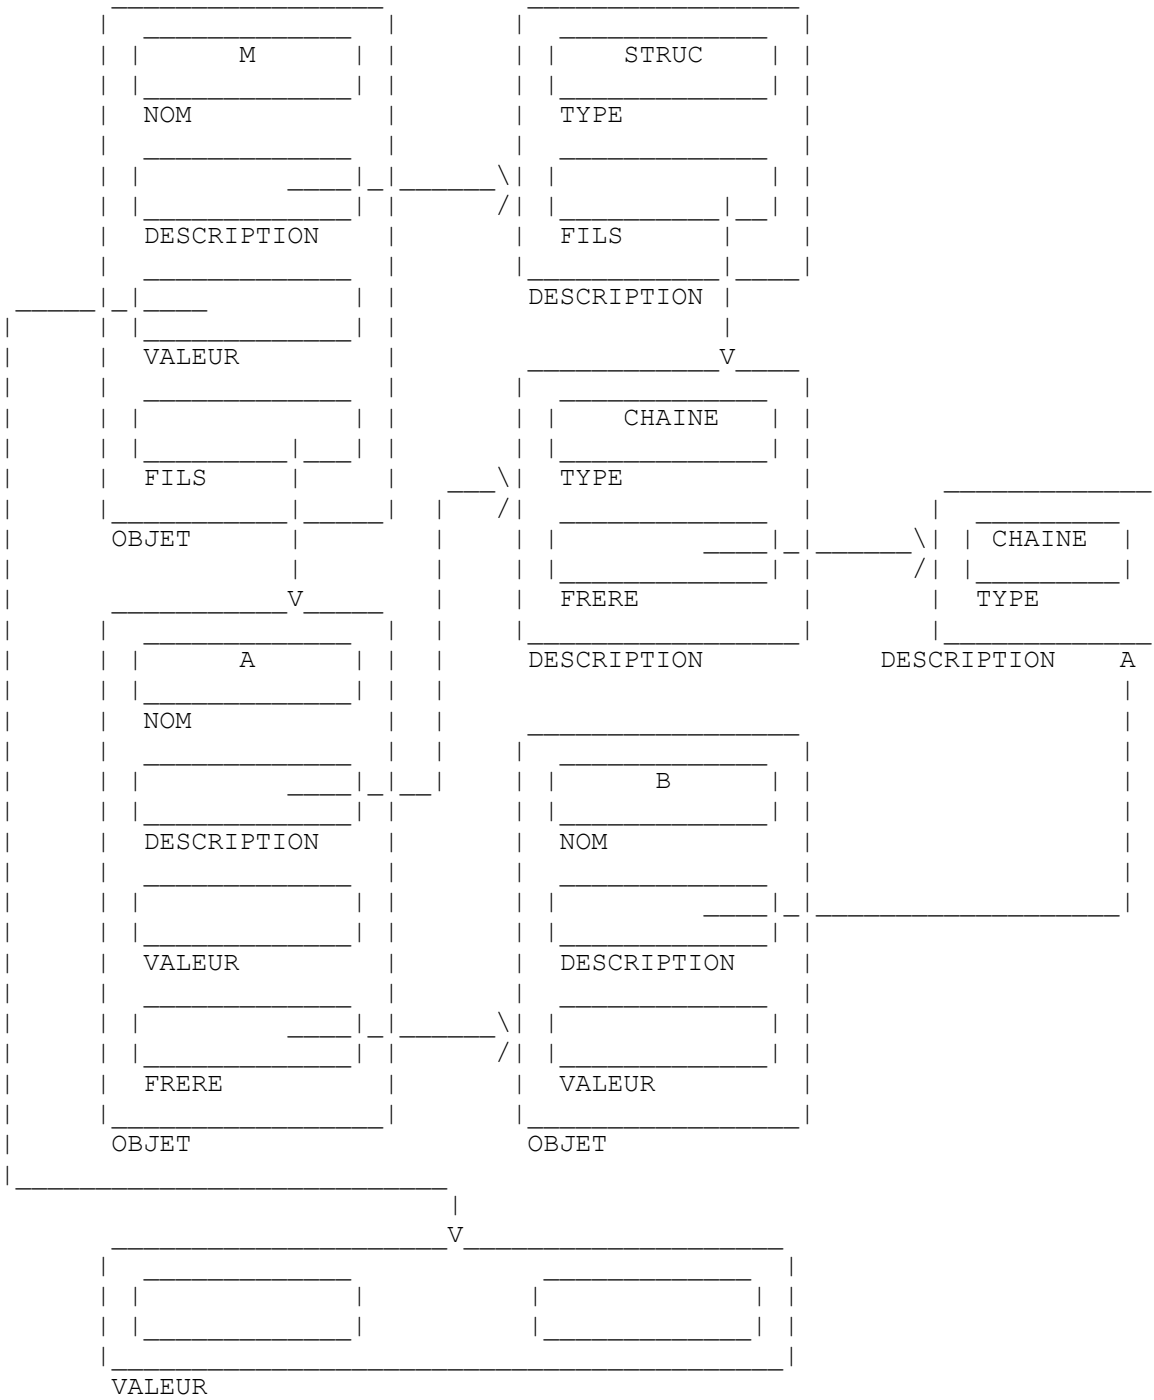 M STRUC
NOM TYPE
DESCRIPTION FILS
DESCRIPTION
VALEUR V
CHAINE
FILS TYPE
OBJET CHAINE
V FRERE TYPE
A DESCRIPTION DESCRIPTION A
NOM
B
DESCRIPTION NOM
VALEUR DESCRIPTION
FRERE VALEUR
OBJET OBJET
V
VALEUR